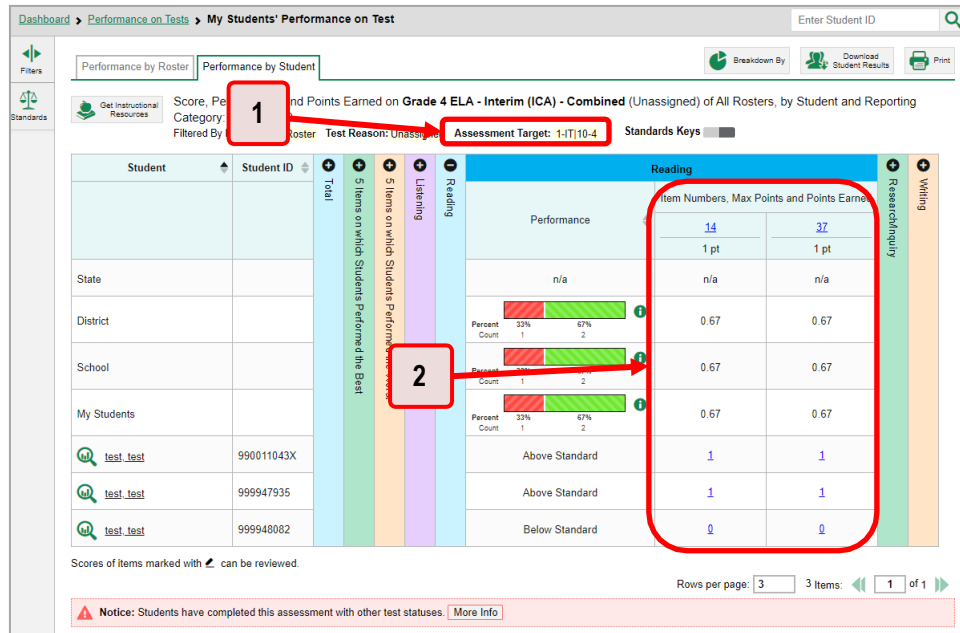 Dashboard > Performance on Tests > My Students' Performance on Test
Enter Student ID
Filters
Standards
Performance by Roster
Performance by Student
Breakdown By
Download
Student Results
Print
Get Instructional
Resources
Score, Pe
nd Points Earned on Grade 4 ELA - Interim (ICA) - Combined (Unassigned) of All Rosters, by Student and Reporting
Category:
Filtered By
Roster Test Reason: Unassigne
Assessment Target: 1-IT|10-4
Standards Keys
1
Student
Student ID
Total
5 Items on which Students Performed the Best
5 Items on which Students Performed the
Listening
Reading
Reading
Performance
Item Numbers, Max Points and Points Earned
14
37
1 pt
1 pt
Research/Inquiry
Writing
State
n/a
n/a
n/a
District
Percent 33% 67%
Count 1 2
0.67
0.67
School
Percent
Count 1 2
0.67
0.67
2
My Students
Percent 33% 67%
Count 1 2
0.67
0.67
test, test
990011043X
Above Standard
1
1
test, test
999947935
Above Standard
1
1
test, test
999948082
Below Standard
0
0
Scores of items marked with can be reviewed.
Rows per page: 3
3 Items:
1 of 1
Notice: Students have completed this assessment with other test statuses. More Info